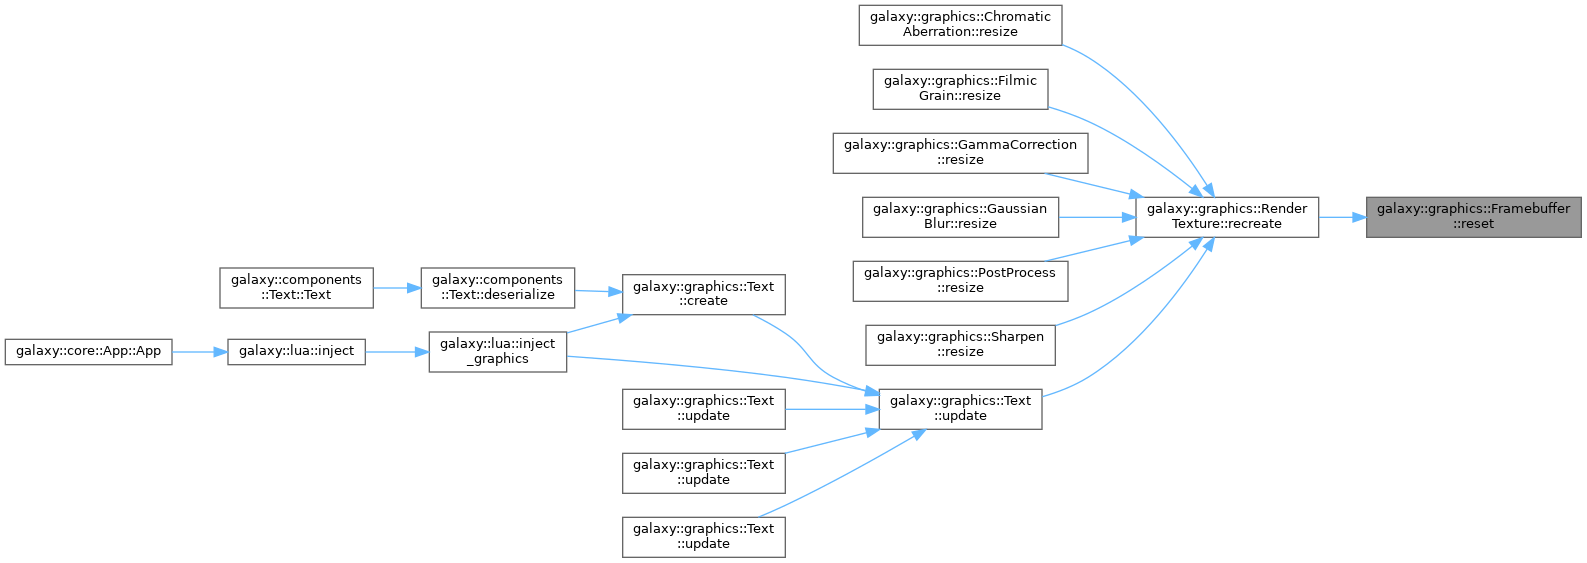 galaxy::graphics::Chromatic
Aberration::resize
galaxy::graphics::Filmic
Grain::resize
galaxy::graphics::GammaCorrection
::resize
galaxy::graphics::Gaussian
Blur::resize
galaxy::graphics::Render
Texture::recreate
galaxy::graphics::Framebuffer
::reset
galaxy::graphics::PostProcess
::resize
galaxy::components
::Text::Text
galaxy::components
::Text::deserialize
galaxy::graphics::Text
::create
galaxy::graphics::Sharpen
::resize
galaxy::core::App::App
galaxy::lua::inject
galaxy::lua::inject
_graphics
galaxy::graphics::Text
::update
galaxy::graphics::Text
::update
galaxy::graphics::Text
::update
galaxy::graphics::Text
::update